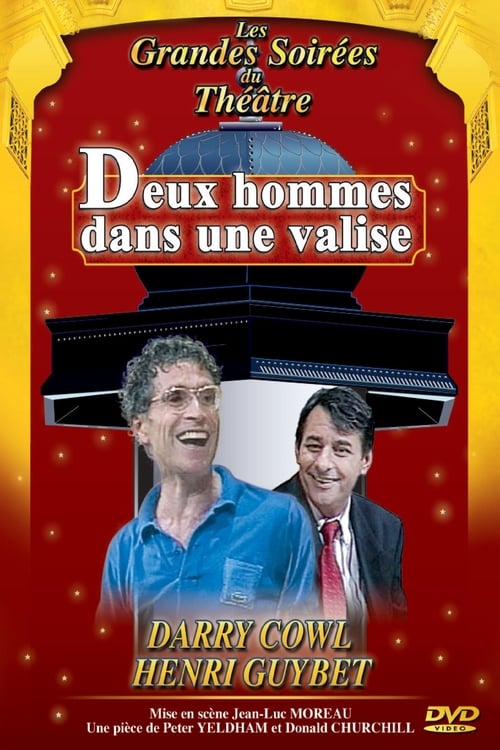 Les
Grandes Soirées
du
Théâtre
Deux hommes
dans une valise
DARRY COWL
HENRI GUYBET
Mise en scène Jean-Luc MOREAU
Une pièce de Peter YELDHAM et Donald CHURCHILL
DVD
VIDEO